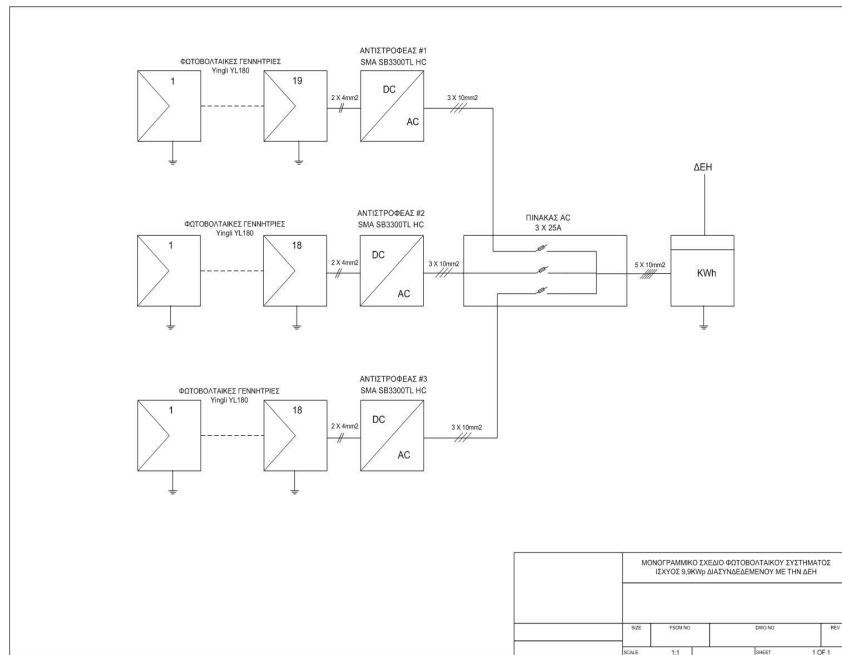 ΦΩΤΟΒΟΛΤΑΙΚΕΣ ΓΕΝΝΗΤΡΙΕΣ
Yingli YL180
1
19
2 X 4mm2
ΑΝΤΙΣΤΡΟΦΕΑΣ #1
SMA SB3300TL HC
DC
AC
3 X 10mm2
ΦΩΤΟΒΟΛΤΑΙΚΕΣ ΓΕΝΝΗΤΡΙΕΣ
Yingli YL180
1
18
2 X 4mm2
ΑΝΤΙΣΤΡΟΦΕΑΣ #2
SMA SB3300TL HC
DC
AC
3 X 10mm2
ΠΙΝΑΚΑΣ AC
3 X 25A
5 X 10mm2
ΔΕΗ
KWh
ΦΩΤΟΒΟΛΤΑΙΚΕΣ ΓΕΝΝΗΤΡΙΕΣ
Yingli YL180
1
18
2 X 4mm2
ΑΝΤΙΣΤΡΟΦΕΑΣ #3
SMA SB3300TL HC
DC
AC
3 X 10mm2
ΜΟΝΟΓΡΑΜΜΙΚΟ ΣΧΕΔΙΟ ΦΩΤΟΒΟΛΤΑΙΚΟΥ ΣΥΣΤΗΜΑΤΟΣ
ΙΣΧΥΟΣ 9,9KWp ΔΙΑΣΥΝΔΕΔΕΜΕΝΟΥ ΜΕ ΤΗΝ ΔΕΗ
SIZE
FSCM NO
DWG NO
REV
SCALE
1:1
SHEET
1 OF 1